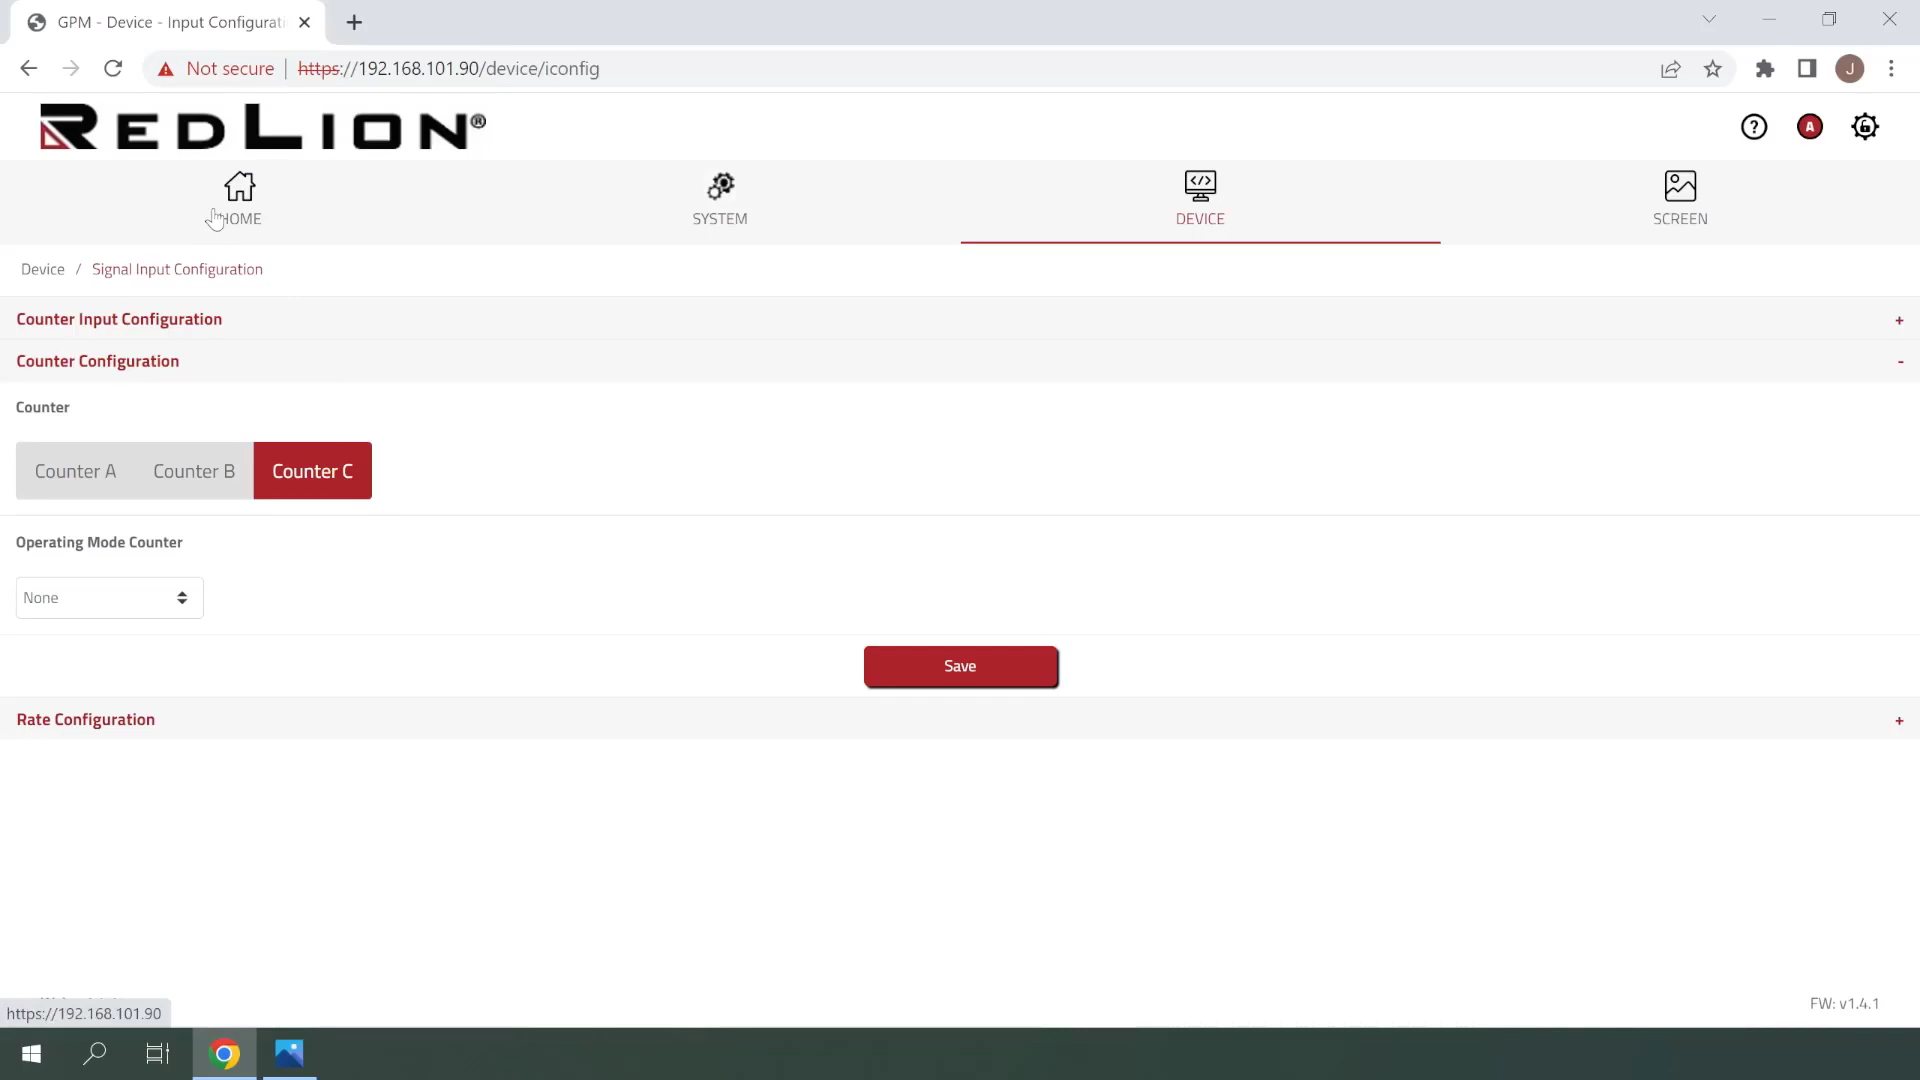 GPM - Device - Input Configurati
Not secure
https://192.168.101.90/device/iconfig
J
REDLION®
?
A
HOME
SYSTEM
DEVICE
SCREEN
Device / Signal Input Configuration
Counter Input Configuration +
Counter Configuration -
Counter
Counter A Counter B Counter C
Operating Mode Counter
None
Save
Rate Configuration +
https://192.168.101.90
FW: v1.4.1